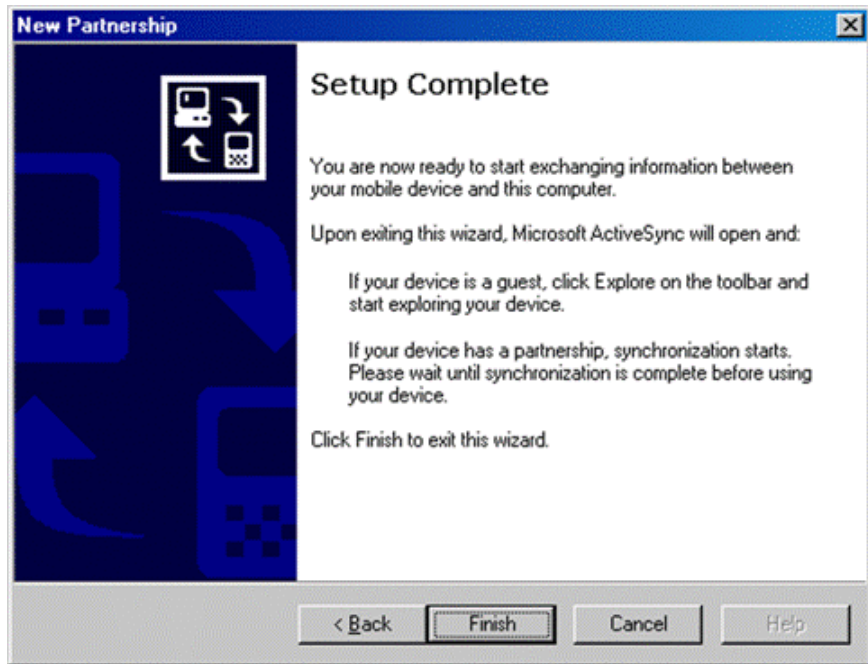 New Partnership
Setup Complete
You are now ready to start exchanging information between
your mobile device and this computer.
Upon exiting this wizard, Microsoft ActiveSync will open and:
If your device is a guest, click Explore on the toolbar and
start exploring your device.
If your device has a partnership, synchronization starts.
Please wait until synchronization is complete before using
your device.
Click Finish to exit this wizard.
< Back Finish Cancel Help